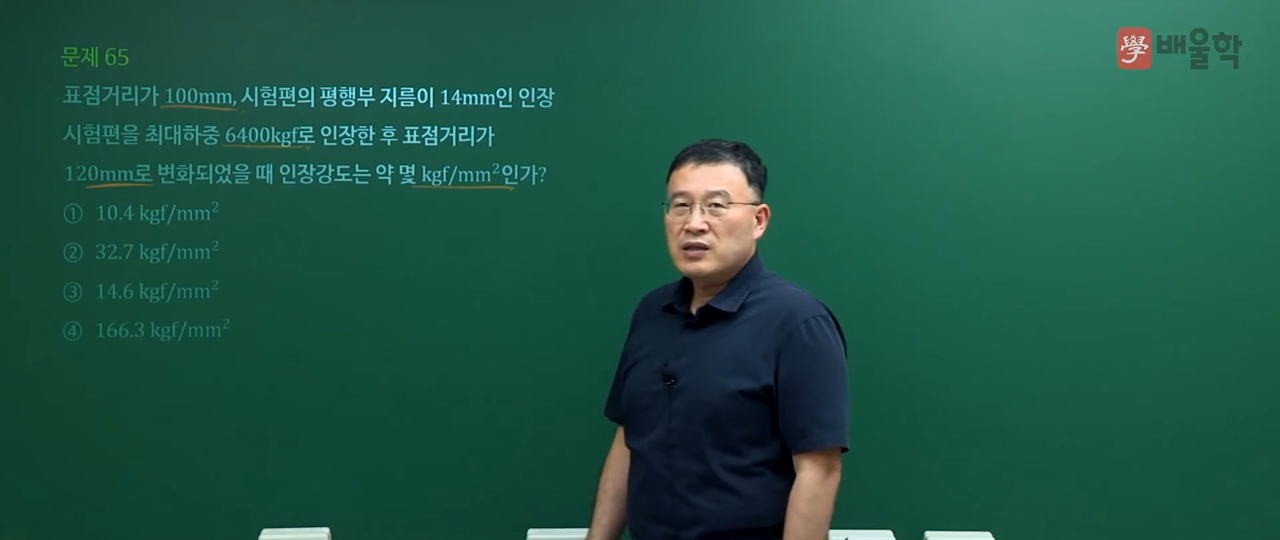 문제 65
學 배울학
표점거리가 100mm, 시험편의 평행부 지름이 14mm인 인장
시험편을 최대하중 6400kgf로 인장한 후 표점거리가
120mm로 변화되었을 때 인장강도는 약 몇 kgf/mm²인가?
① 10.4 kgf/mm²
② 32.7 kgf/mm²
③ 14.6 kgf/mm²
④ 166.3 kgf/mm²